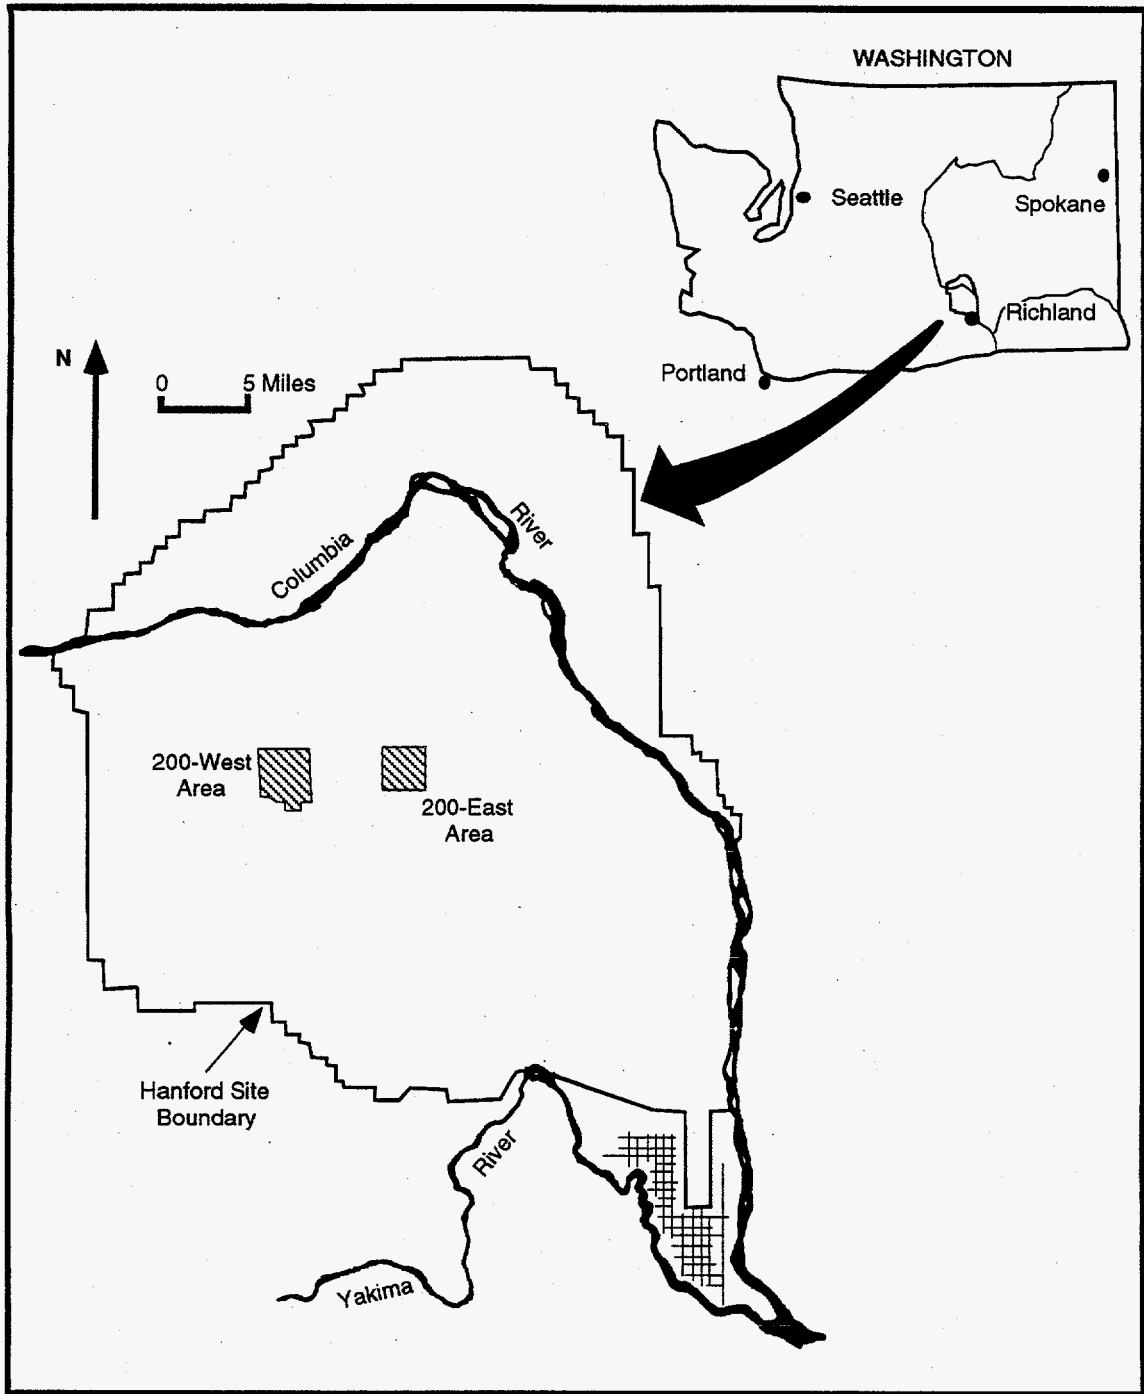 WASHINGTON
Seattle
Spokane
Richland
Portland
N
0 5 Miles
Columbia
River
200-West
Area
200-East
Area
Hanford Site
Boundary
River
Yakima